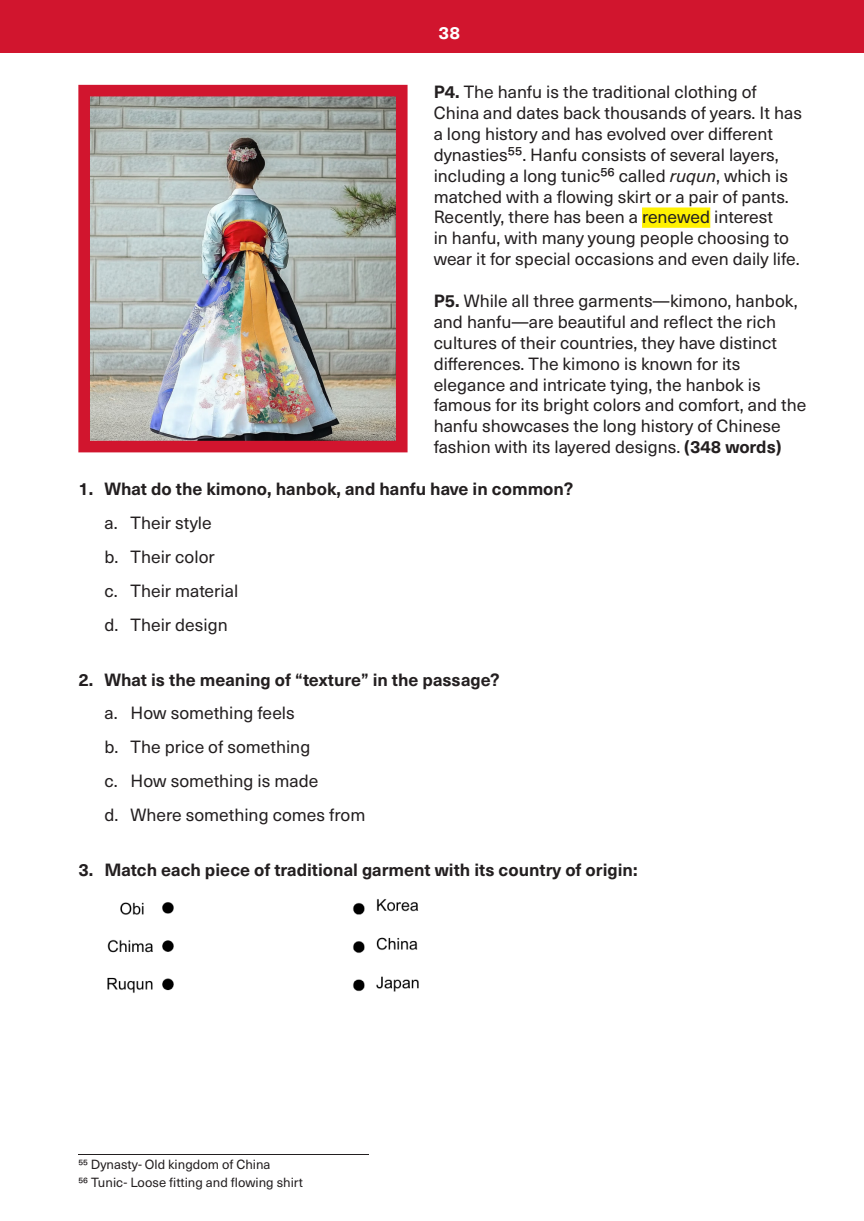 38
P4. The hanfu is the traditional clothing of
China and dates back thousands of years. It has
a long history and has evolved over different
dynasties⁵⁵. Hanfu consists of several layers,
including a long tunic⁵⁶ called ruqun, which is
matched with a flowing skirt or a pair of pants.
Recently, there has been a renewed interest
in hanfu, with many young people choosing to
wear it for special occasions and even daily life.
P5. While all three garments—kimono, hanbok,
and hanfu—are beautiful and reflect the rich
cultures of their countries, they have distinct
differences. The kimono is known for its
elegance and intricate tying, the hanbok is
famous for its bright colors and comfort, and the
hanfu showcases the long history of Chinese
fashion with its layered designs. (348 words)
1. What do the kimono, hanbok, and hanfu have in common?
a. Their style
b. Their color
c. Their material
d. Their design
2. What is the meaning of “texture” in the passage?
a. How something feels
b. The price of something
c. How something is made
d. Where something comes from
3. Match each piece of traditional garment with its country of origin:
Obi ● ● Korea
Chima ● ● China
Ruqun ● ● Japan
⁵⁵ Dynasty- Old kingdom of China
⁵⁶ Tunic- Loose fitting and flowing shirt